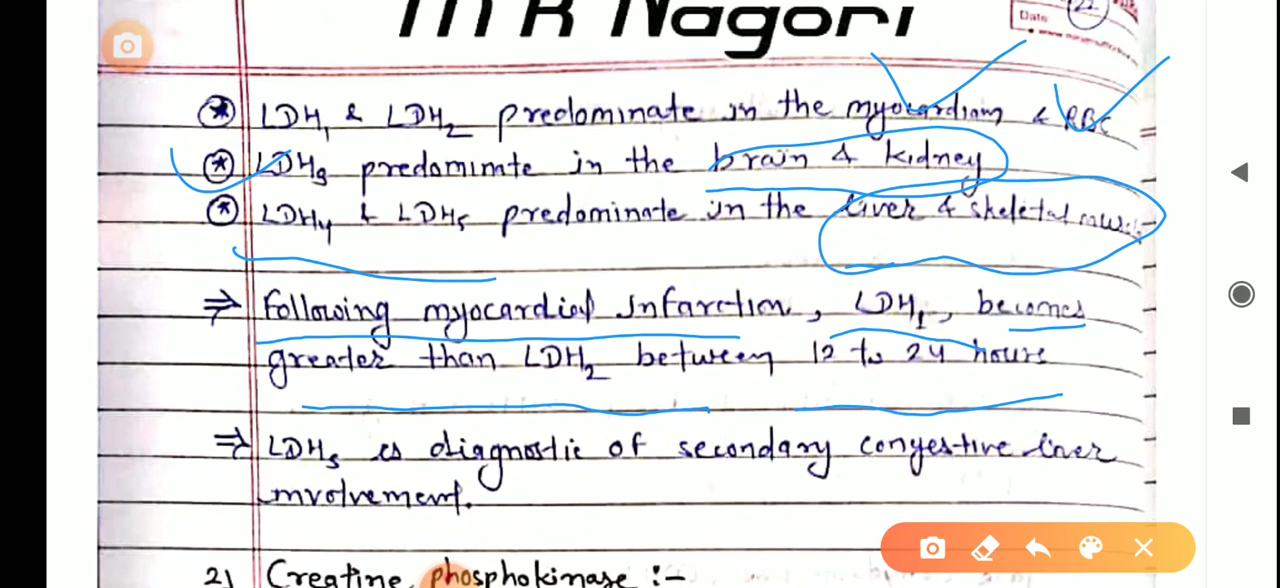 M R Nagori
Date 22
* LDH₁ & LDH₂ predominate in the myocardium & RBC
* LDH₃ predominate in the brain & kidney
* LDH₄ & LDH₅ predominate in the liver & skeletal
⇒ Following myocardial Infarction, LDH₁, becomes
greater than LDH₂ between 12 to 24 hours
⇒ LDH₅ is diagnostic of secondary congestive liver
involvement.
2) Creatine phosphokinase :-